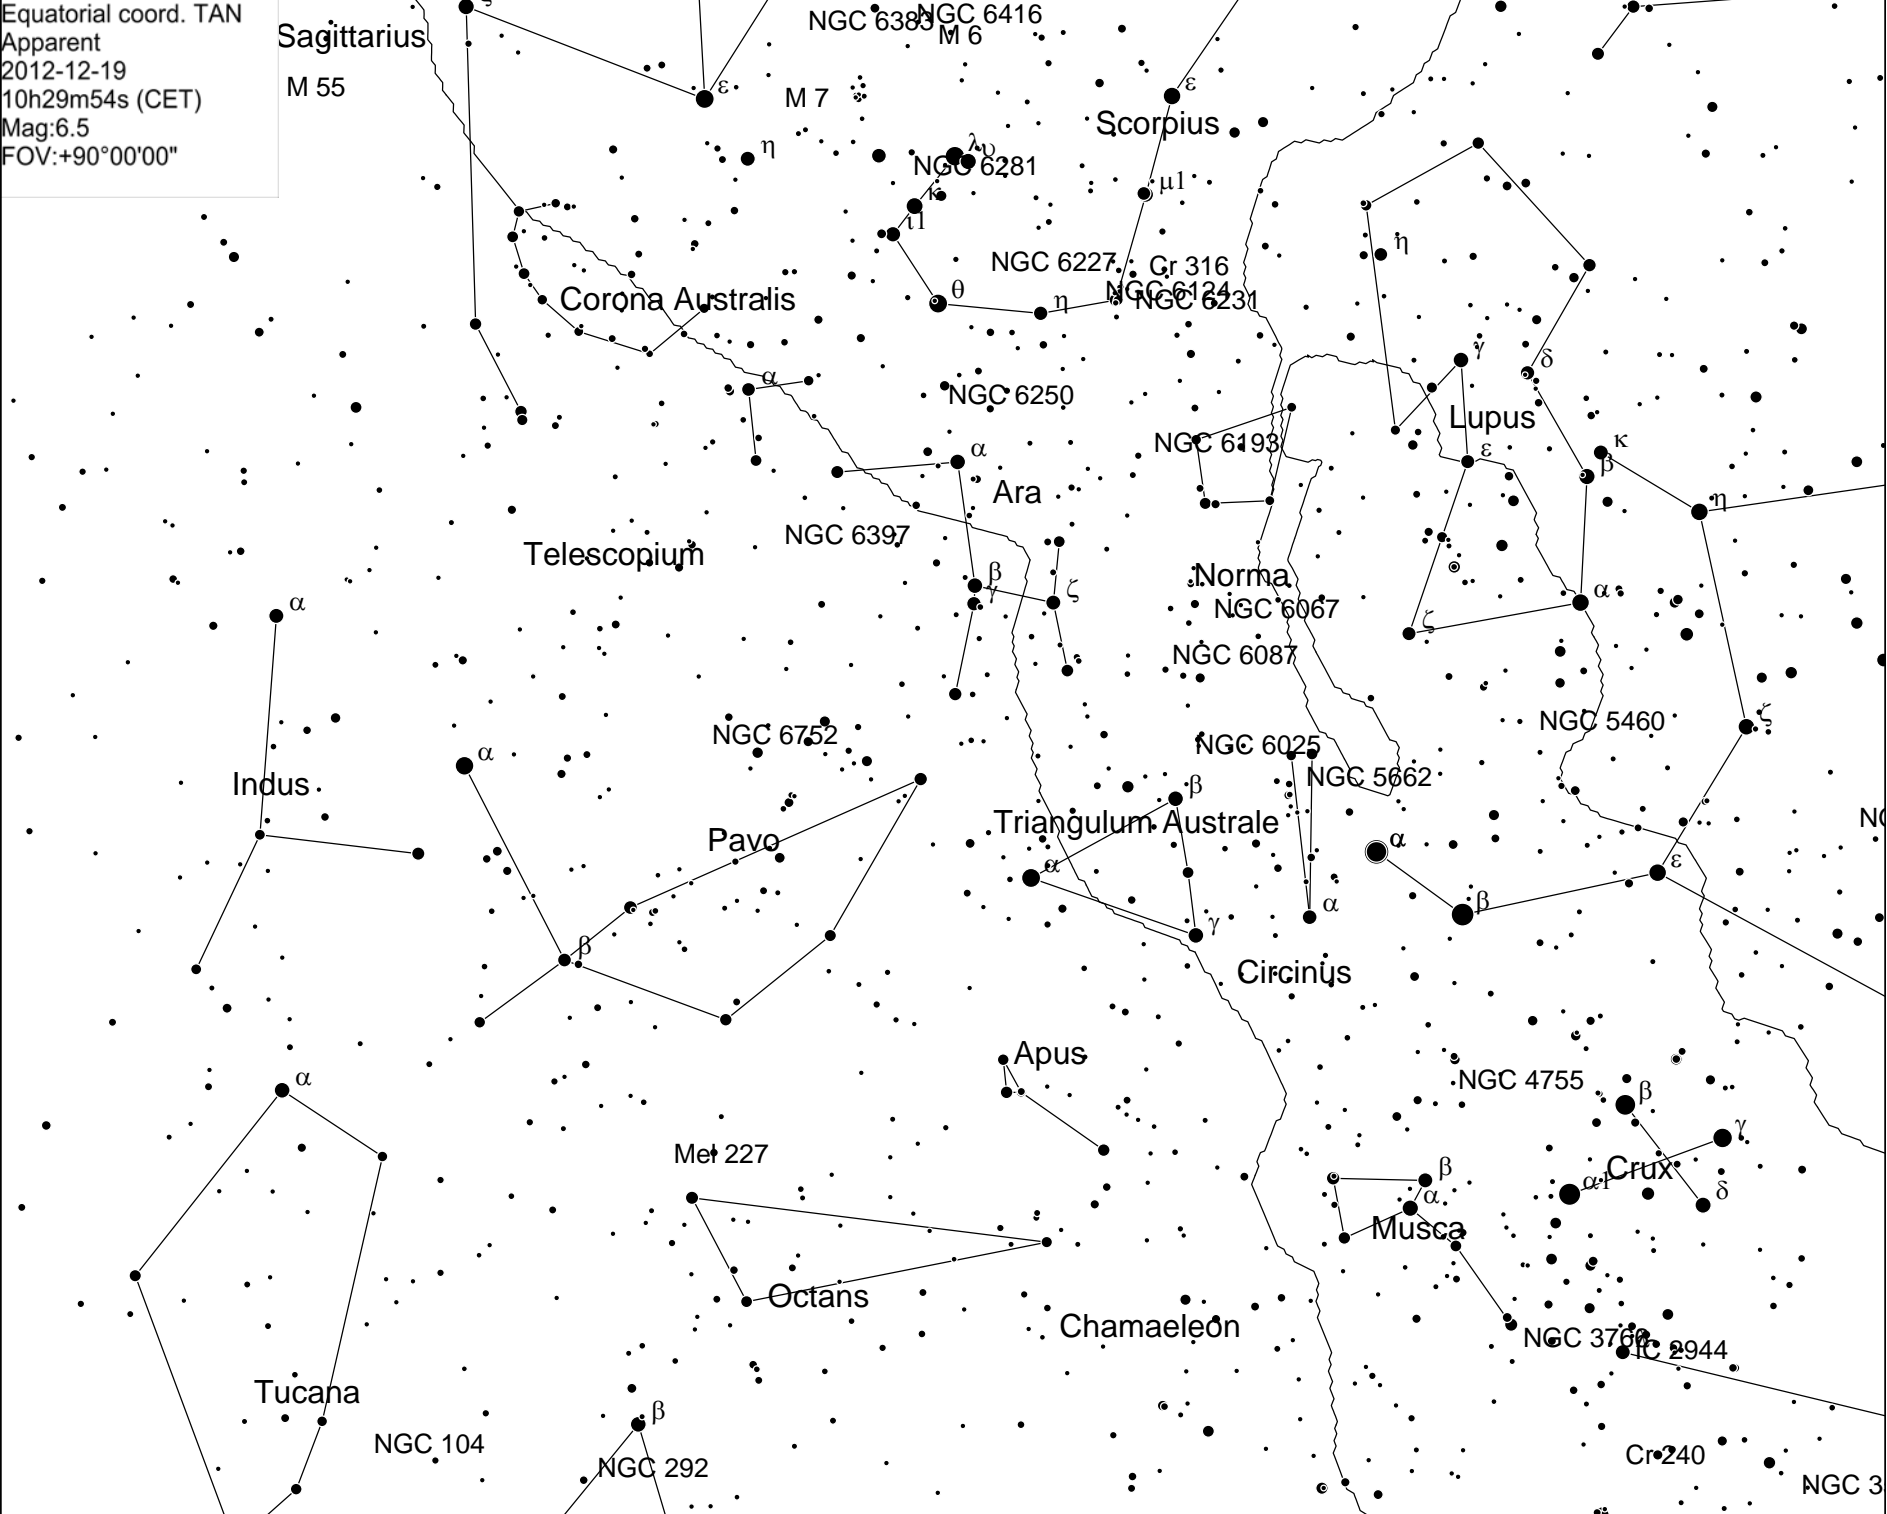 Equatorial coord. TAN
Apparent
2012-12-19
10h29m54s (CET)
Mag:6.5
FOV:+90°00'00"
NGC 6383
NGC 6416
M 6
Sagittarius
M 55
ε
M 7
ε
Scorpius
η
λ
υ
NGC 6281
κ
μ1
ι1
η
NGC 6227
Cr 316
θ
NGC 6124
NGC 6231
η
Corona Australis
γ
δ
α
NGC 6250
Lupus
NGC 6193
κ
β
α
ε
Ara
η
NGC 6397
Telescopium
β
Norma
γ
ζ
α
α
NGC 6067
ζ
NGC 6087
NGC 5460
ζ
NGC 6752
NGC 6025
α
NGC 5662
Indus
β
Triangulum Australe
NG
Pavo
α
α
ε
α
β
γ
β
Circinus
Apus
α
NGC 4755
β
γ
Mel 227
β
Crux
α
α1
δ
Musca
Octans
Chamaeleon
NGC 3766
IC 2944
Tucana
β
NGC 104
Cr 240
NGC 292
NGC 3